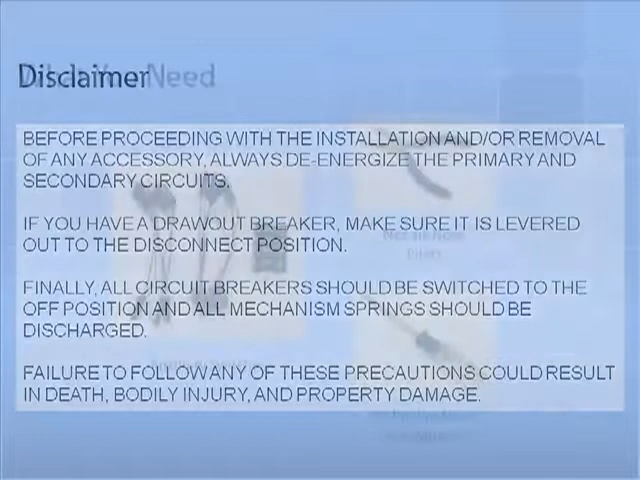 Disclaimer
Need
BEFORE PROCEEDING WITH THE INSTALLATION AND/OR REMOVAL
OF ANY ACCESSORY, ALWAYS DE-ENERGIZE THE PRIMARY AND
SECONDARY CIRCUITS.
IF YOU HAVE A DRAWOUT BREAKER, MAKE SURE IT IS LEVERED
OUT TO THE DISCONNECT POSITION.
FINALLY, ALL CIRCUIT BREAKERS SHOULD BE SWITCHED TO THE
OFF POSITION AND ALL MECHANISM SPRINGS SHOULD BE
DISCHARGED.
FAILURE TO FOLLOW ANY OF THESE PRECAUTIONS COULD RESULT
IN DEATH, BODILY INJURY, AND PROPERTY DAMAGE.